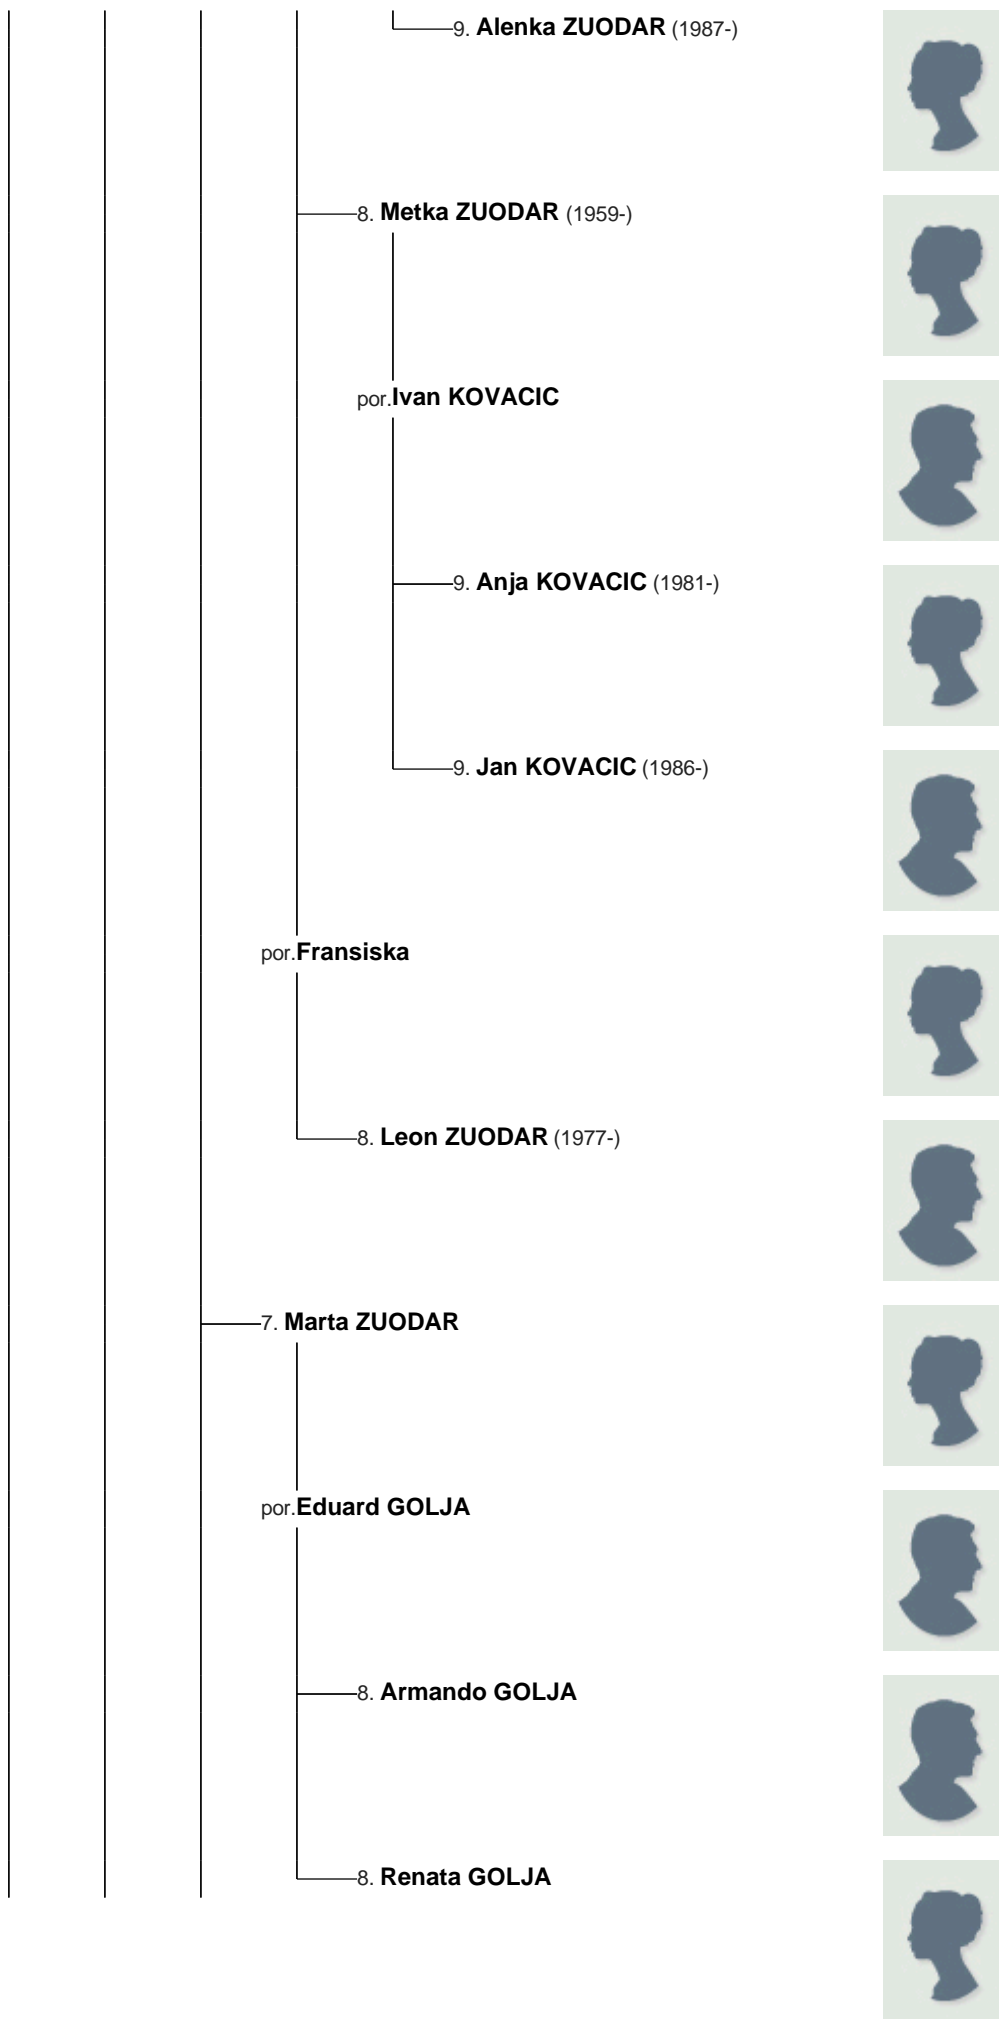 9. Alenka ZUODAR (1987-)
8. Metka ZUODAR (1959-)
por.Ivan KOVACIC
9. Anja KOVACIC (1981-)
9. Jan KOVACIC (1986-)
por.Fransiska
8. Leon ZUODAR (1977-)
7. Marta ZUODAR
por.Eduard GOLJA
8. Armando GOLJA
8. Renata GOLJA